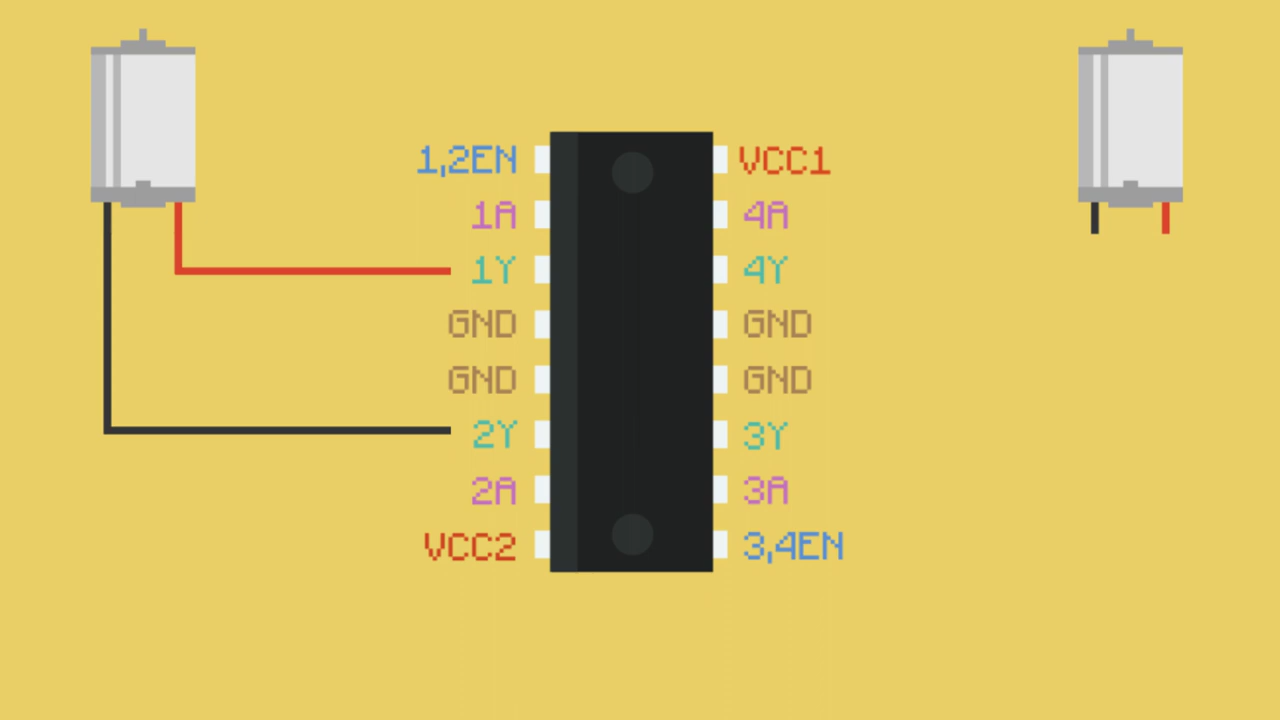 1,2EN
1A
1Y
GND
GND
2Y
2A
VCC2
VCC1
4A
4Y
GND
GND
3Y
3A
3,4EN